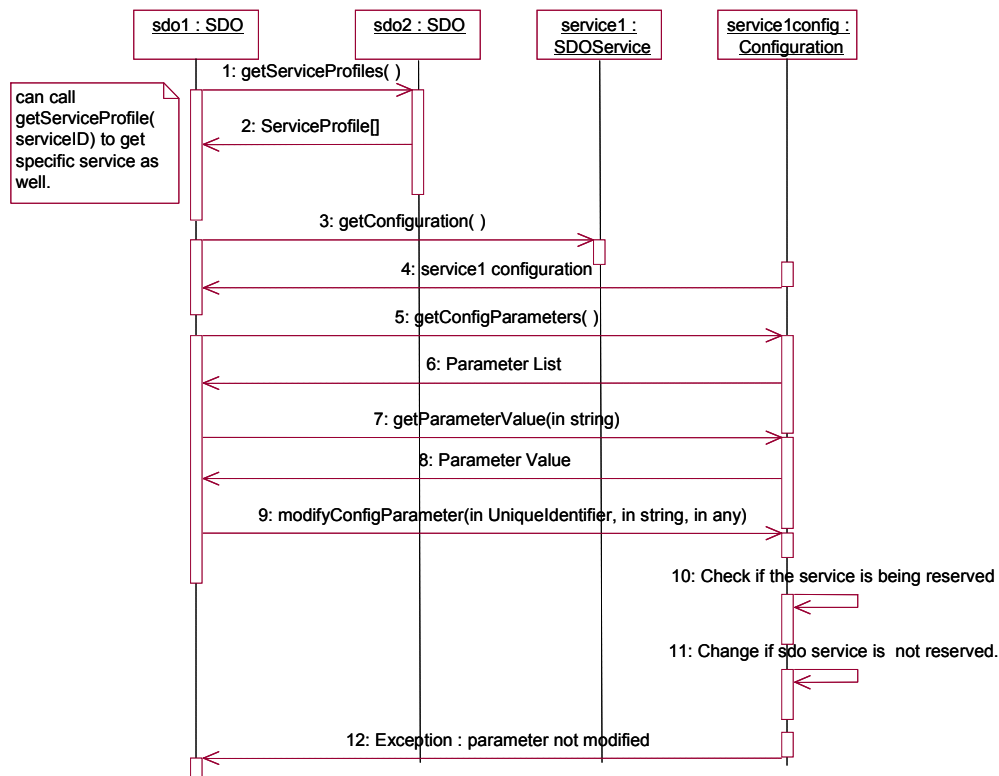 sdo1 : SDO
sdo2 : SDO
service1 :
SDOService
service1config :
Configuration
1: getServiceProfiles( )
can call
getServiceProfile(
serviceID) to get
specific service as
well.
2: ServiceProfile[]
3: getConfiguration( )
4: service1 configuration
5: getConfigParameters( )
6: Parameter List
7: getParameterValue(in string)
8: Parameter Value
9: modifyConfigParameter(in UniqueIdentifier, in string, in any)
10: Check if the service is being reserved
11: Change if sdo service is  not reserved.
12: Exception : parameter not modified